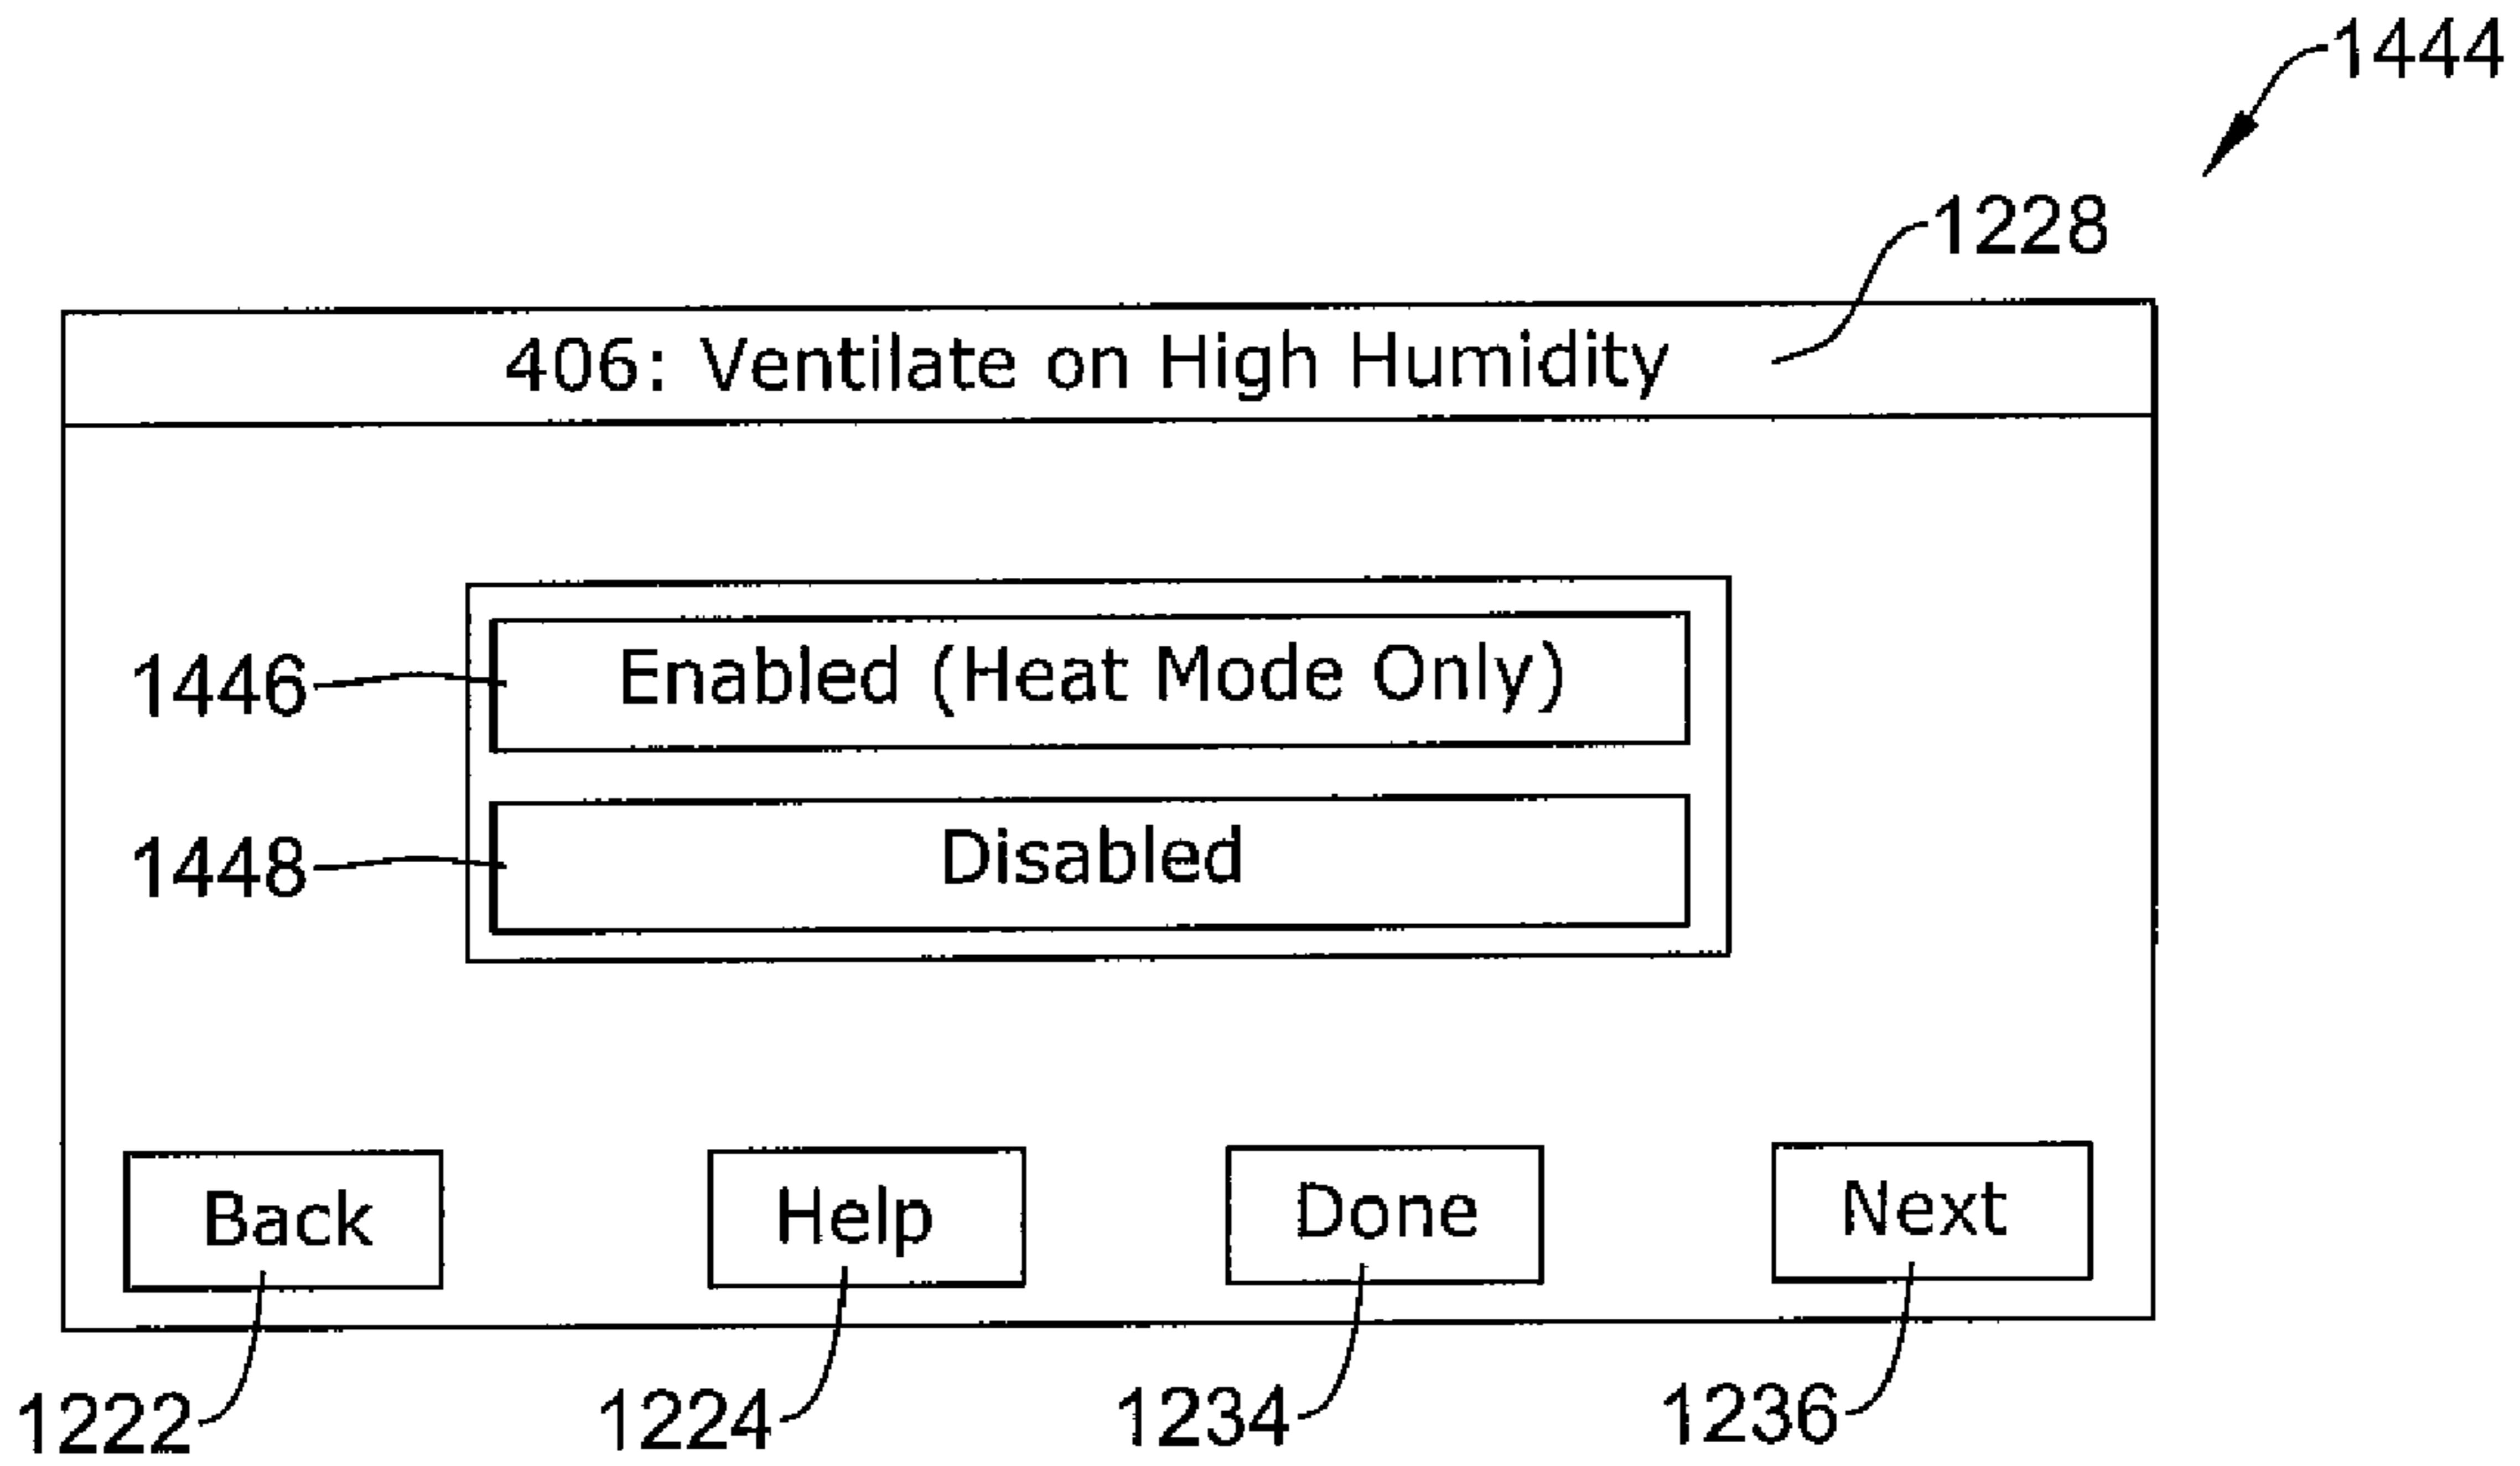 1444
1228
406: Ventilate on High Humidity
1446
Enabled (Heat Mode Only)
1448
Disabled
Back
Help
Done
Next
1222
1224
1234
1236